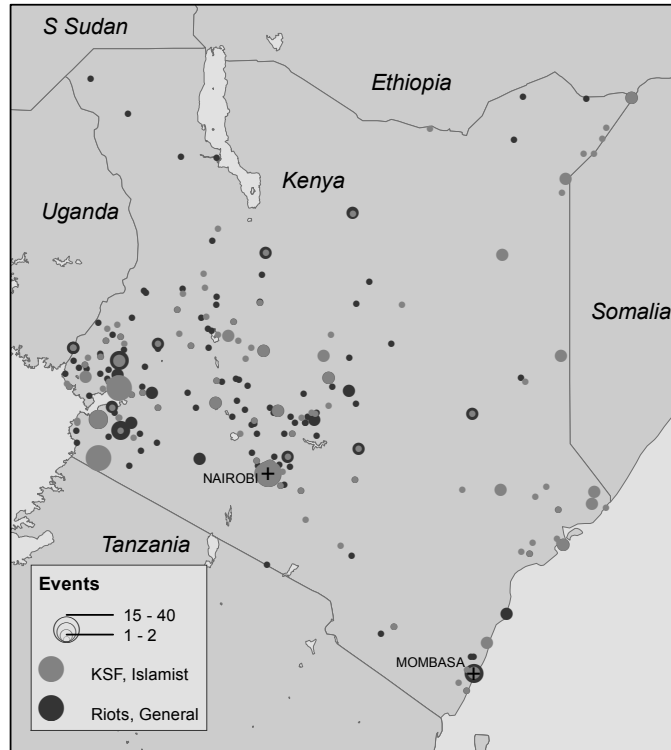 S Sudan
Ethiopia
Kenya
Uganda
Somalia
NAIROBI
Tanzania
Events
15 - 40
1 - 2
KSF, Islamist
MOMBASA
Riots, General